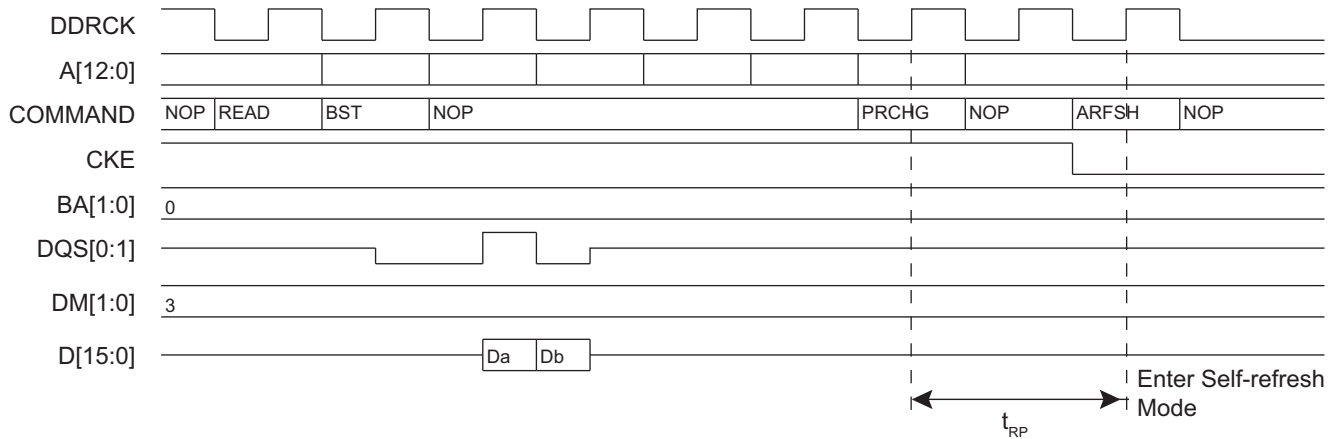 DDRCK
A[12:0]
COMMAND NOP READ BST NOP PRCHG NOP ARFSH NOP
CKE
BA[1:0] 0
DQS[0:1]
DM[1:0] 3
D[15:0] Da Db
Enter Self-refresh
Mode
tRP